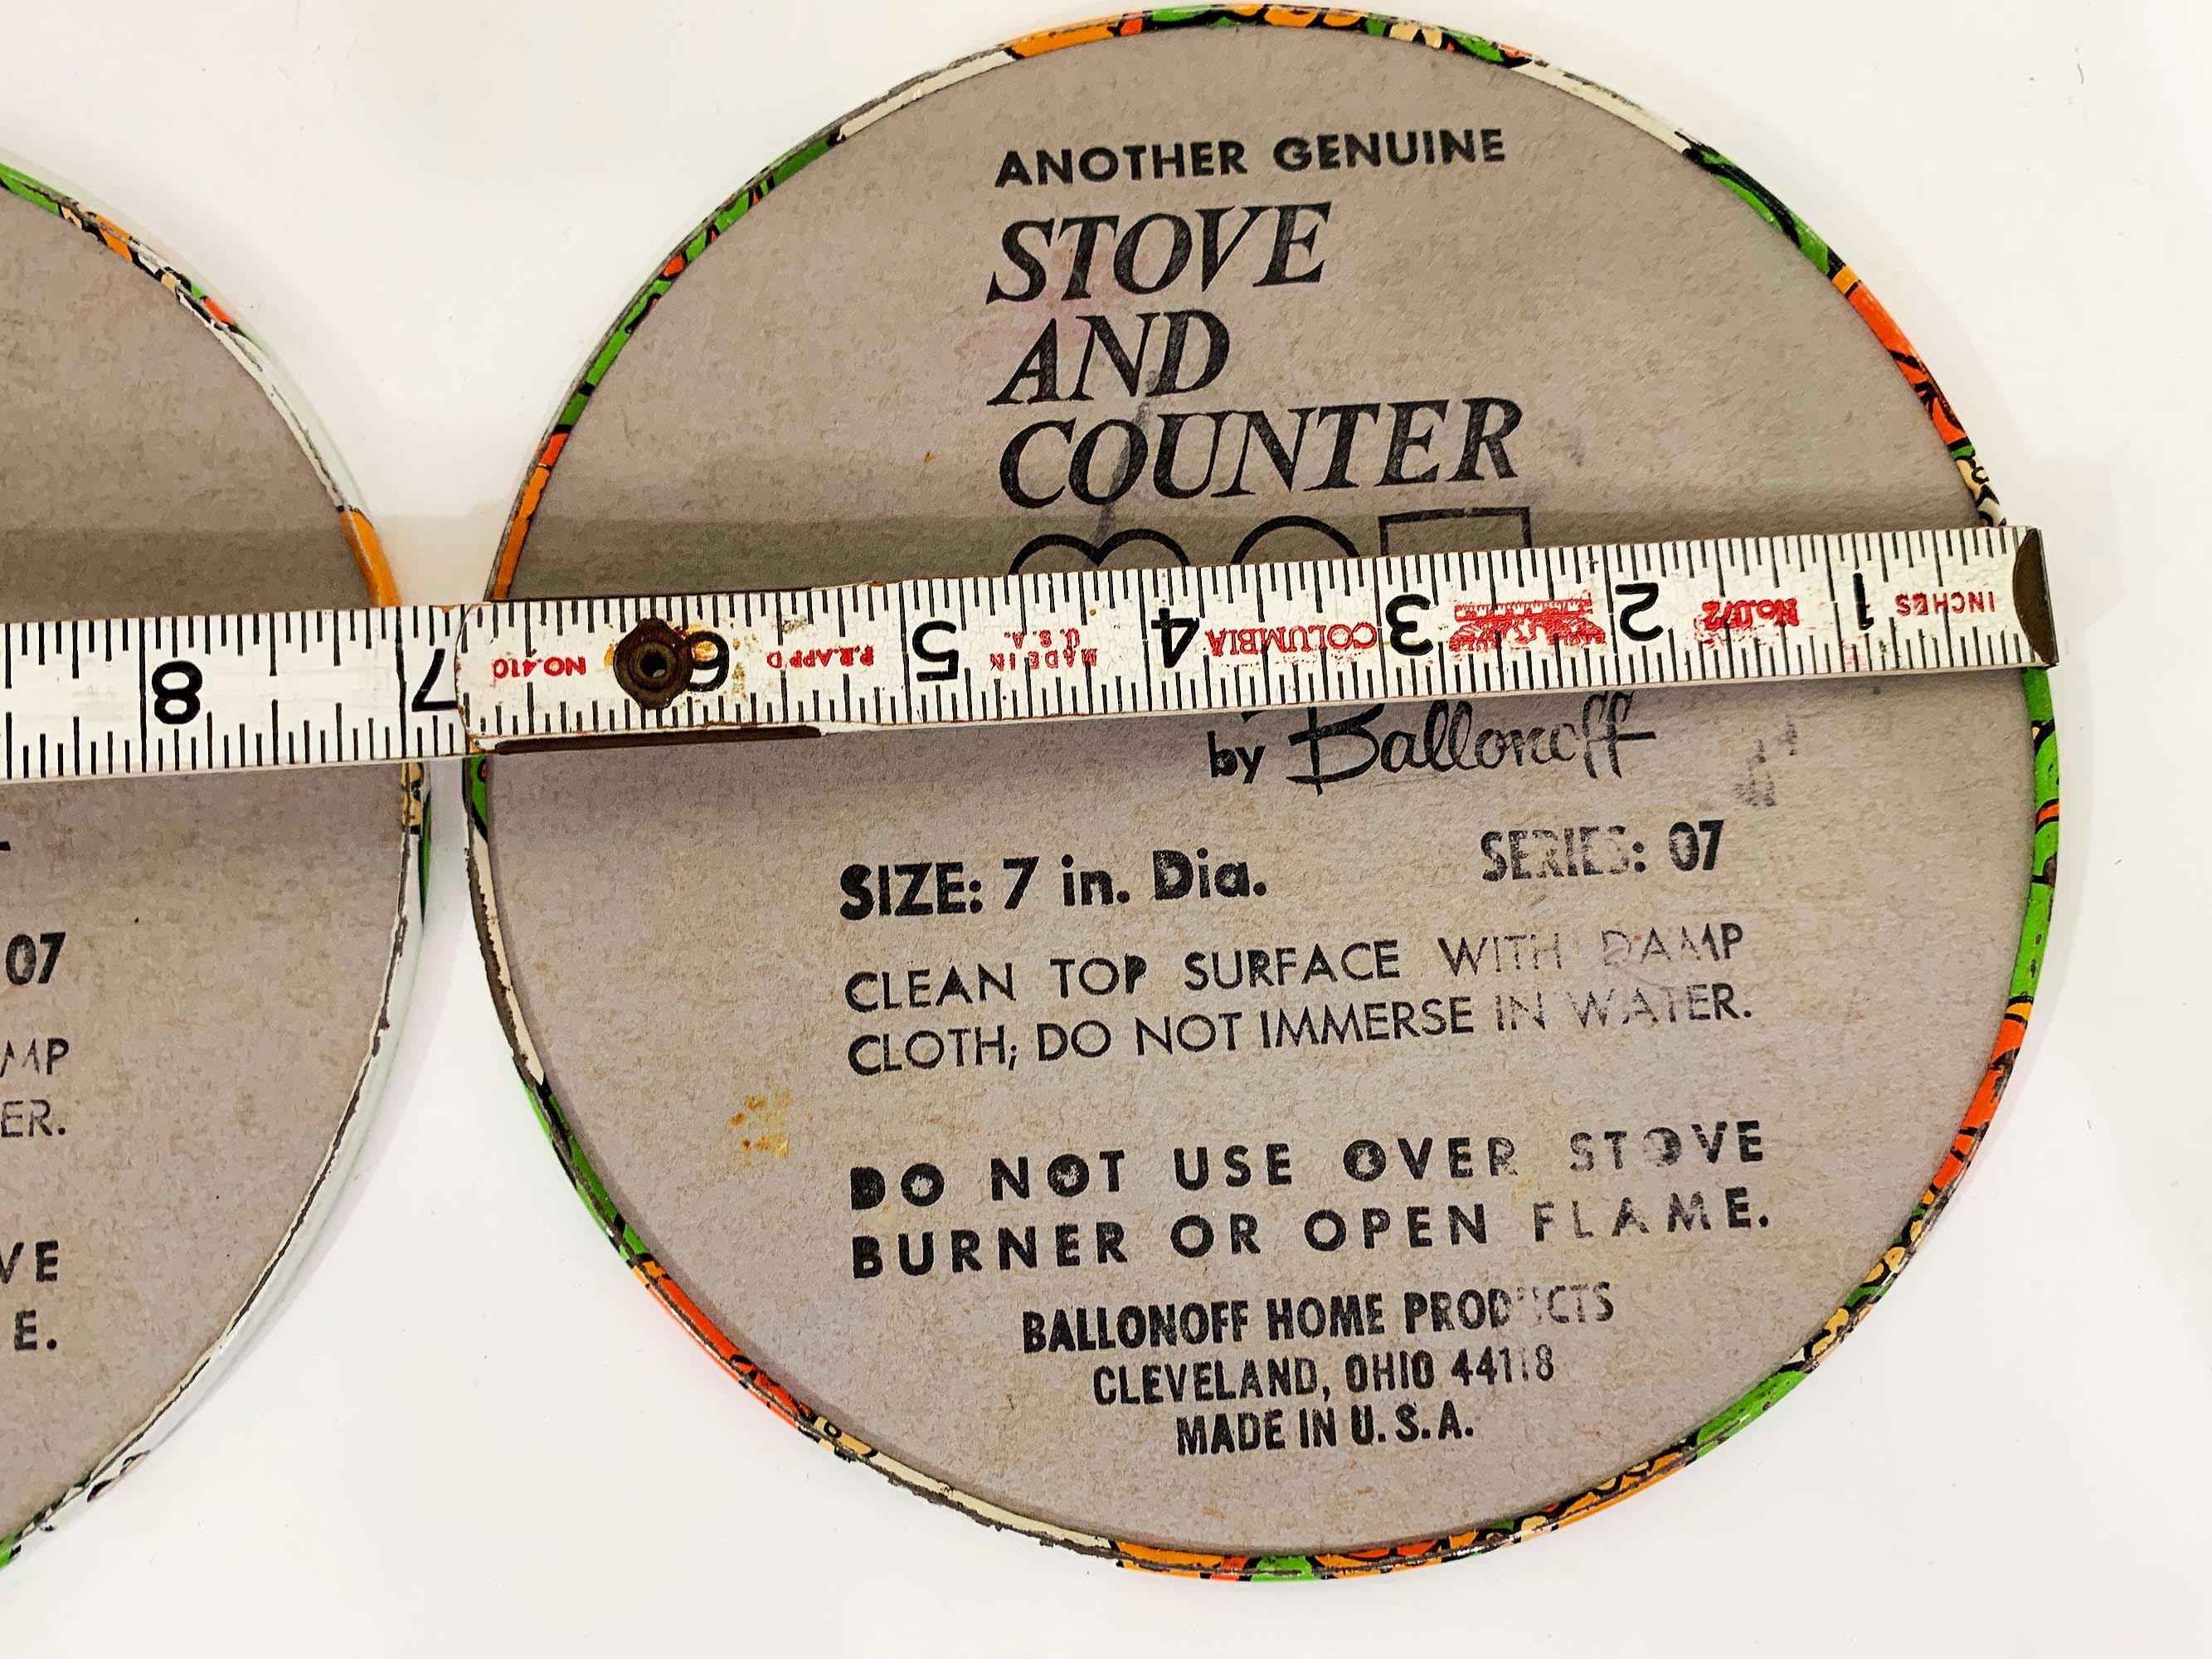 ANOTHER GENUINE
STOVE
AND
COUNTER
8 7 6 5 4 3 2 1 INCHES
NO.410
P.R.APP'D
MADE IN
U.S.A.
COLUMBIA
No.072
by Ballonoff
SIZE: 7 in. Dia. SERIES: 07
CLEAN TOP SURFACE WITH DAMP
CLOTH; DO NOT IMMERSE IN WATER.
DO NOT USE OVER STOVE
BURNER OR OPEN FLAME.
BALLONOFF HOME PRODUCTS
CLEVELAND, OHIO 44118
MADE IN U.S.A.
07
AMP
ER.
VE
E.